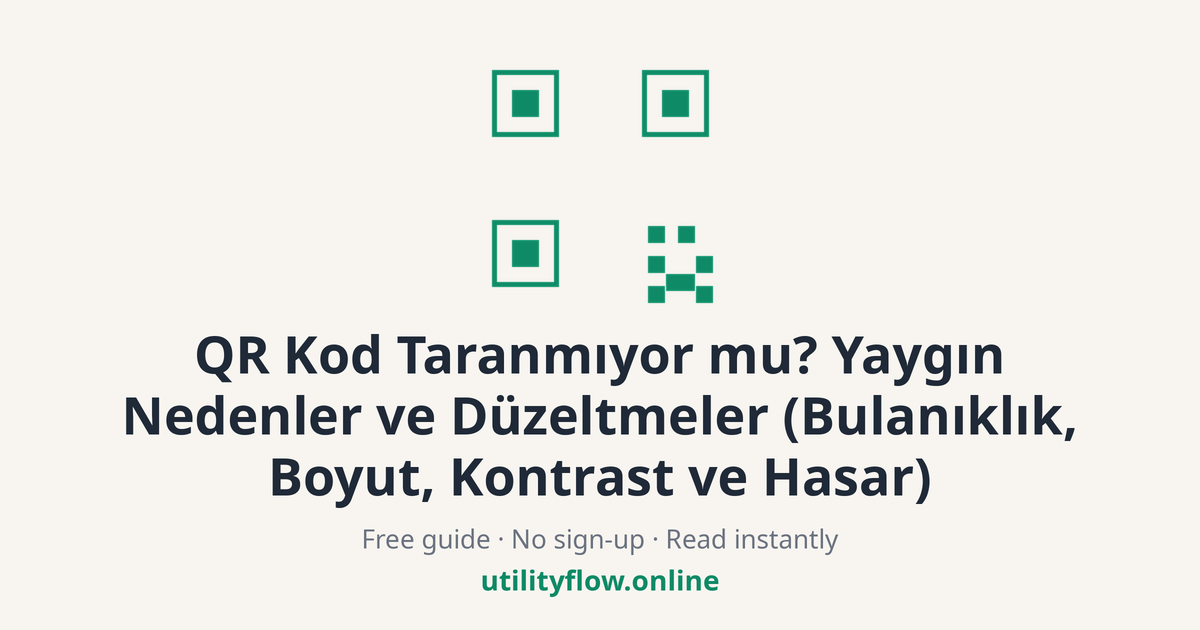 QR Kod Taranmıyor mu? Yaygın
Nedenler ve Düzeltmeler (Bulanıklık,
Boyut, Kontrast ve Hasar)
Free guide · No sign-up · Read instantly
utilityflow.online